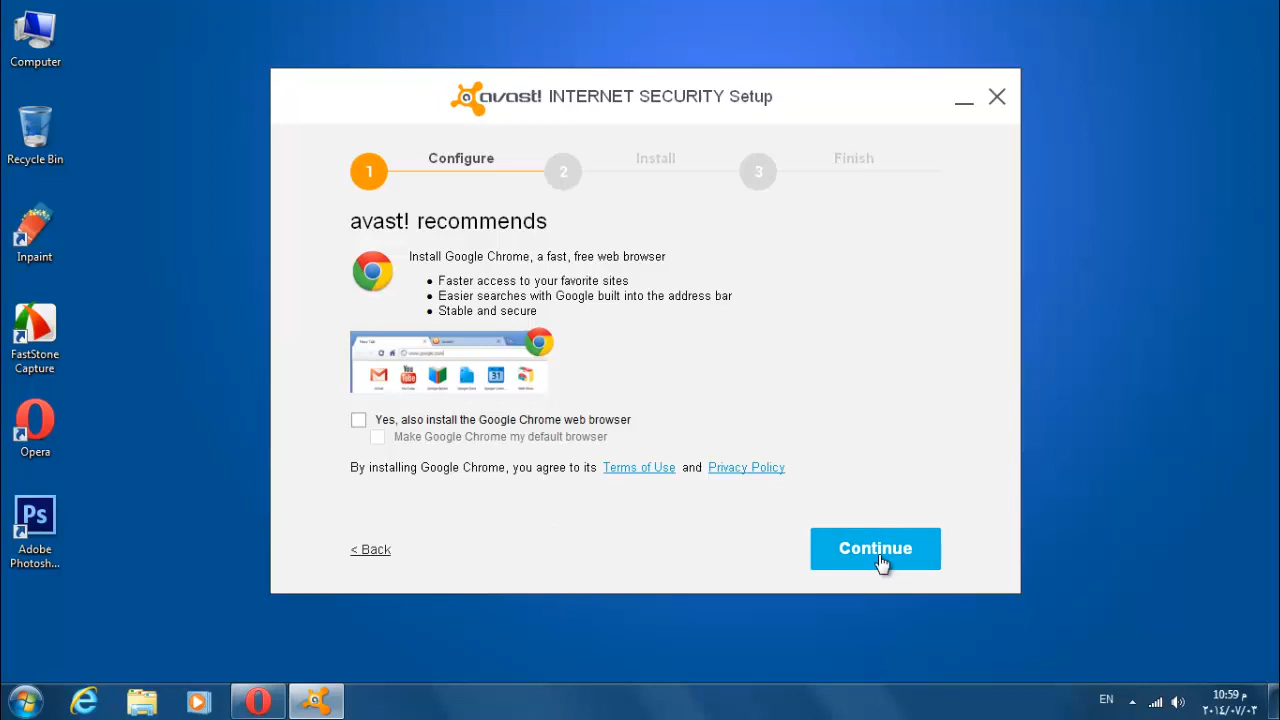 Computer
Recycle Bin
Inpaint
FastStone
Capture
Opera
Ps
Adobe
Photosh...
avast! INTERNET SECURITY Setup
1 Configure
2 Install
3 Finish
avast! recommends
Install Google Chrome, a fast, free web browser
Faster access to your favorite sites
Easier searches with Google built into the address bar
Stable and secure
You Tube
31
Yes, also install the Google Chrome web browser
Make Google Chrome my default browser
By installing Google Chrome, you agree to its Terms of Use and Privacy Policy
< Back
Continue
EN
10:59 م
٢٠١٤/٠٧/٠٣